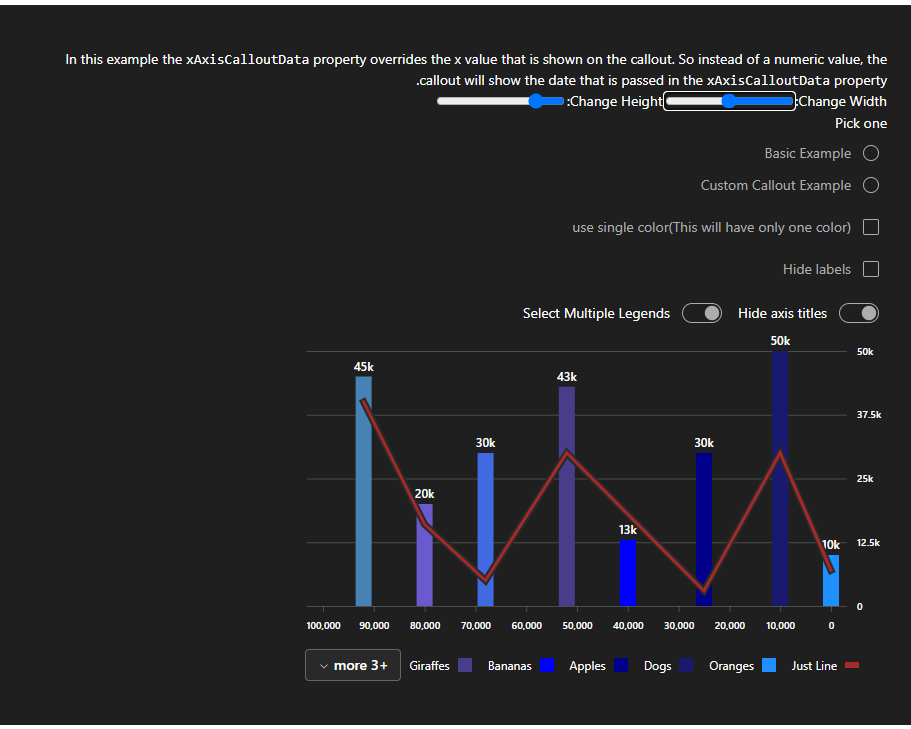 In this example the xAxisCalloutData property overrides the x value that is shown on the callout. So instead of a numeric value, the
.callout will show the date that is passed in the xAxisCalloutData property
:Change Height :Change Width
Pick one
Basic Example
Custom Callout Example
use single color(This will have only one color)
Hide labels
Select Multiple Legends Hide axis titles
50k
50k
45k
43k
37.5k
30k 30k
25k
20k
13k
10k 12.5k
0
100,000 90,000 80,000 70,000 60,000 50,000 40,000 30,000 20,000 10,000 0
more 3+ Giraffes Bananas Apples Dogs Oranges Just Line